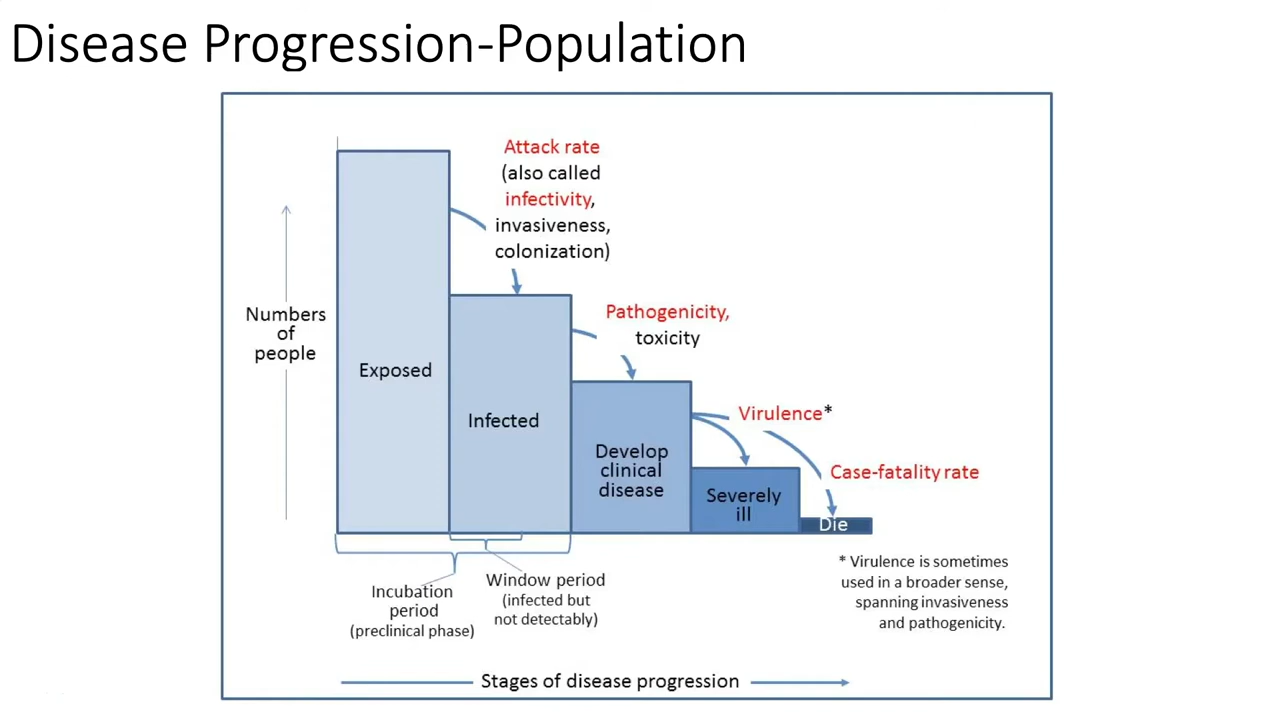 Disease Progression-Population
Attack rate
(also called
infectivity,
invasiveness,
colonization)
Numbers
of
people
Pathogenicity,
toxicity
Exposed
Infected
Virulence*
Develop
clinical
disease
Case-fatality rate
Severely
ill
Die
* Virulence is sometimes
used in a broader sense,
spanning invasiveness
and pathogenicity.
Incubation
period
(preclinical phase)
Window period
(infected but
not detectably)
Stages of disease progression